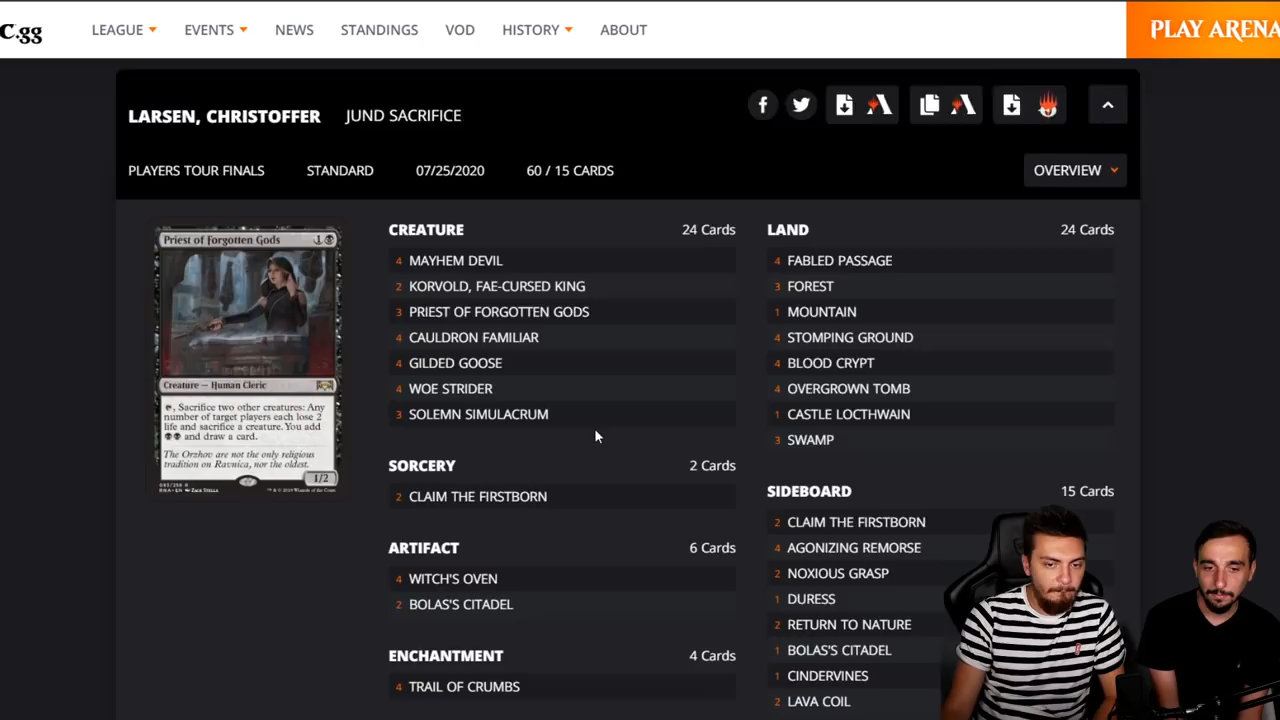 C.gg
LEAGUE
EVENTS
NEWS
STANDINGS
VOD
HISTORY
ABOUT
PLAY ARENA
LARSEN, CHRISTOFFER JUND SACRIFICE
PLAYERS TOUR FINALS STANDARD 07/25/2020 60 / 15 CARDS
OVERVIEW
Priest of Forgotten Gods 1
Creature — Human Cleric
, Sacrifice two other creatures: Any
number of target players each lose 2
life and sacrifice a creature. You add
and draw a card.
The Orzhov are not the only religious
tradition on Ravnica, nor the oldest.
1/2
CREATURE 24 Cards
4 MAYHEM DEVIL
2 KORVOLD, FAE-CURSED KING
3 PRIEST OF FORGOTTEN GODS
4 CAULDRON FAMILIAR
4 GILDED GOOSE
4 WOE STRIDER
3 SOLEMN SIMULACRUM
SORCERY 2 Cards
2 CLAIM THE FIRSTBORN
ARTIFACT 6 Cards
4 WITCH'S OVEN
2 BOLAS'S CITADEL
ENCHANTMENT 4 Cards
4 TRAIL OF CRUMBS
LAND 24 Cards
4 FABLED PASSAGE
3 FOREST
1 MOUNTAIN
4 STOMPING GROUND
4 BLOOD CRYPT
4 OVERGROWN TOMB
1 CASTLE LOCTHWAIN
3 SWAMP
SIDEBOARD 15 Cards
2 CLAIM THE FIRSTBORN
4 AGONIZING REMORSE
2 NOXIOUS GRASP
1 DURESS
2 RETURN TO NATURE
1 BOLAS'S CITADEL
1 CINDERVINES
2 LAVA COIL